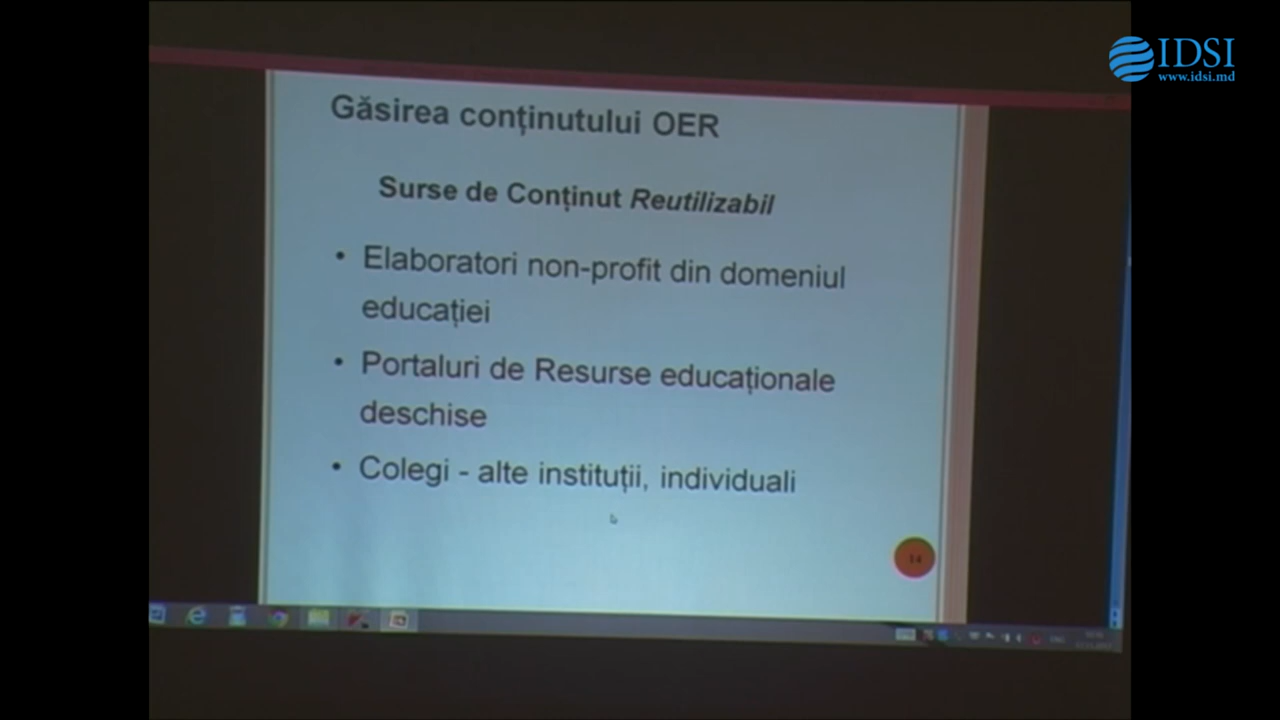 IDSI
www.idsi.md
Găsirea conținutului OER
Surse de Conținut Reutilizabil
• Elaboratori non-profit din domeniul
educației
• Portaluri de Resurse educaționale
deschise
• Colegi - alte instituții, individuali
14